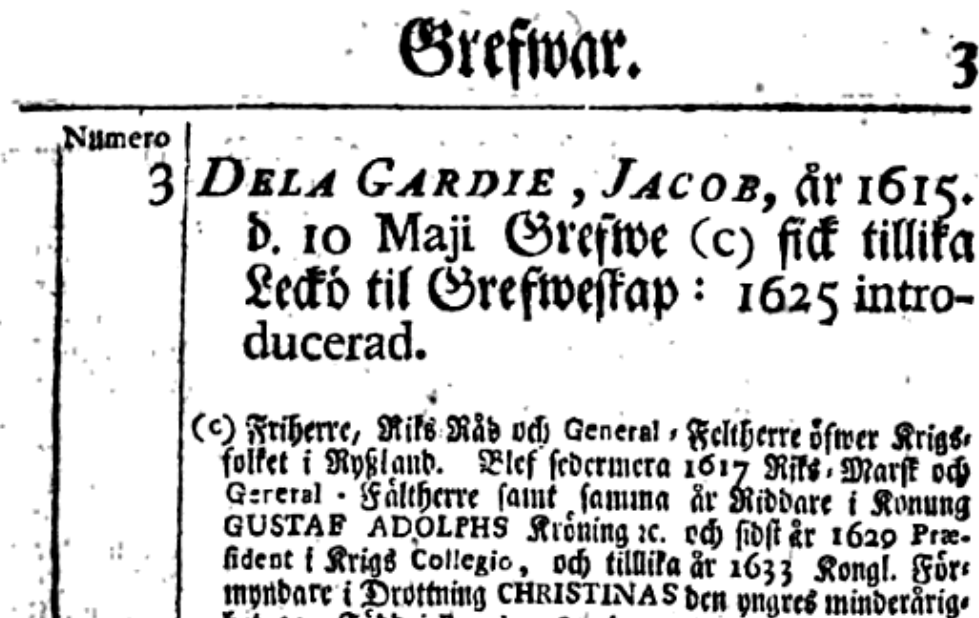 Grefwar. 3
Numero
3 DELA GARDIE, JACOB, år 1615.
d. 10 Maji Grefwe (c) fick tillika
Leckö til Grefweskap : 1625 intro-
ducerad.
(c) Friherre, Riks Råd och General-Feltherre öfwer Krigs-
folket i Ryßland. Blef sedermera 1617 Riks-Marsk och
General-Fältherre samt samma år Riddare i Konung
GUSTAF ADOLPHS Kröning ꝛc. och sidst år 1629 Præ-
sident i Krigs Collegio, och tillika år 1633 Kongl. För-
myndare i Drottning CHRISTINAS den yngres minderårig-